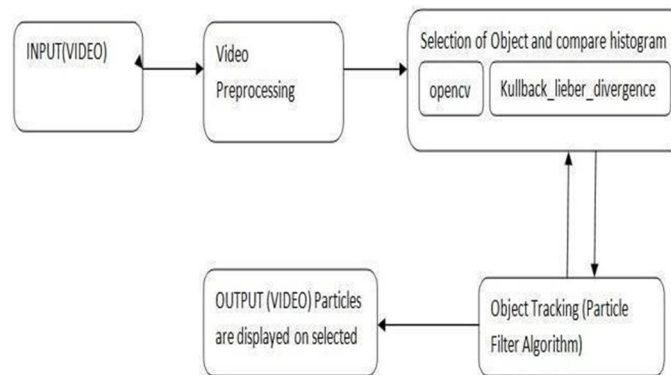 INPUT(VIDEO)
Video
Preprocessing
Selection of Object and compare histogram
opencv
Kullback_lieber_divergence
Object Tracking (Particle
Filter Algorithm)
OUTPUT (VIDEO) Particles
are displayed on selected